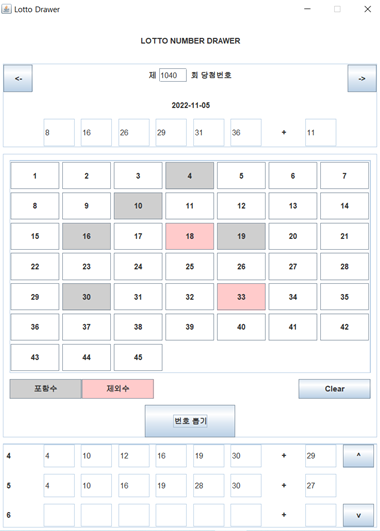 Lotto Drawer
LOTTO NUMBER DRAWER
<- 제 1040 회 당첨번호 ->
2022-11-05
8 16 26 29 31 36 + 11
1 2 3 4 5 6 7
8 9 10 11 12 13 14
15 16 17 18 19 20 21
22 23 24 25 26 27 28
29 30 31 32 33 34 35
36 37 38 39 40 41 42
43 44 45
포함수 제외수 Clear
번호 뽑기
4 4 10 12 16 19 30 + 29 ^
5 4 10 16 19 28 30 + 27
6 + v